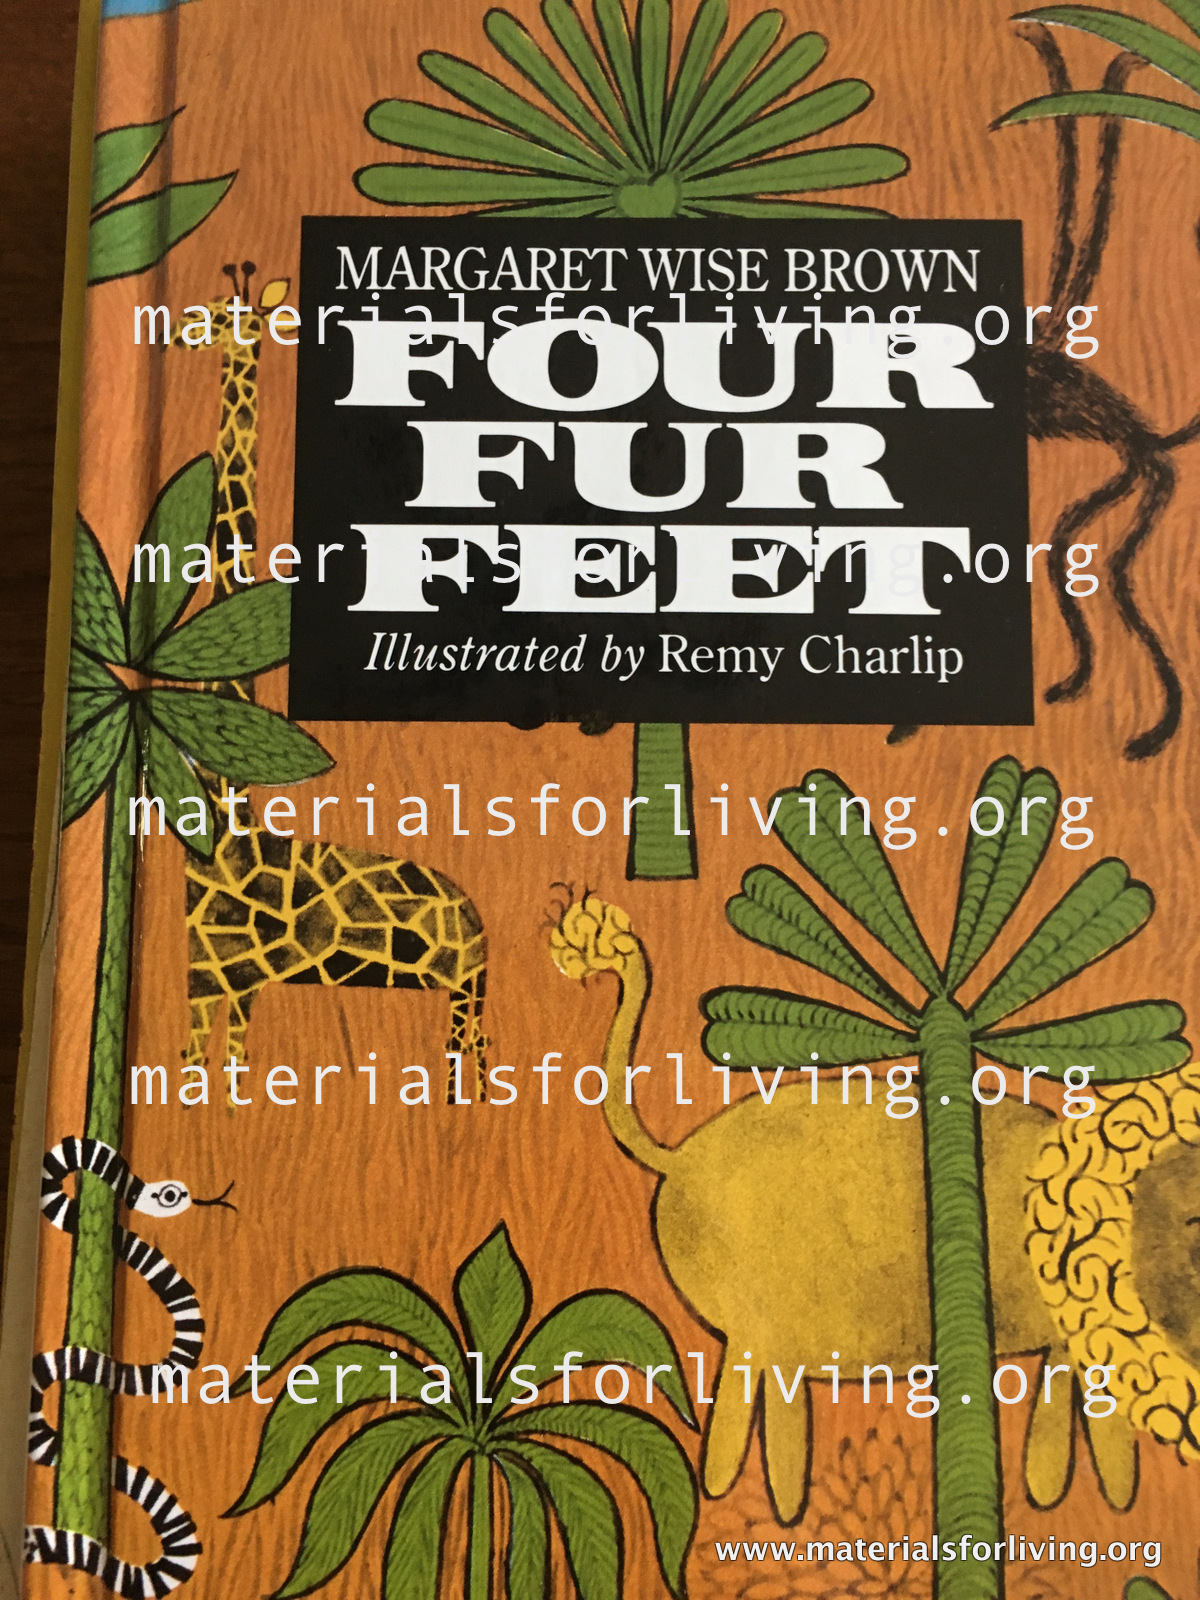 MARGARET WISE BROWN
materialsforliving.org
FOUR
FUR
FEET
materialsforliving.org
Illustrated by Remy Charlip
materialsforliving.org
materialsforliving.org
materialsforliving.org
www.materialsforliving.org